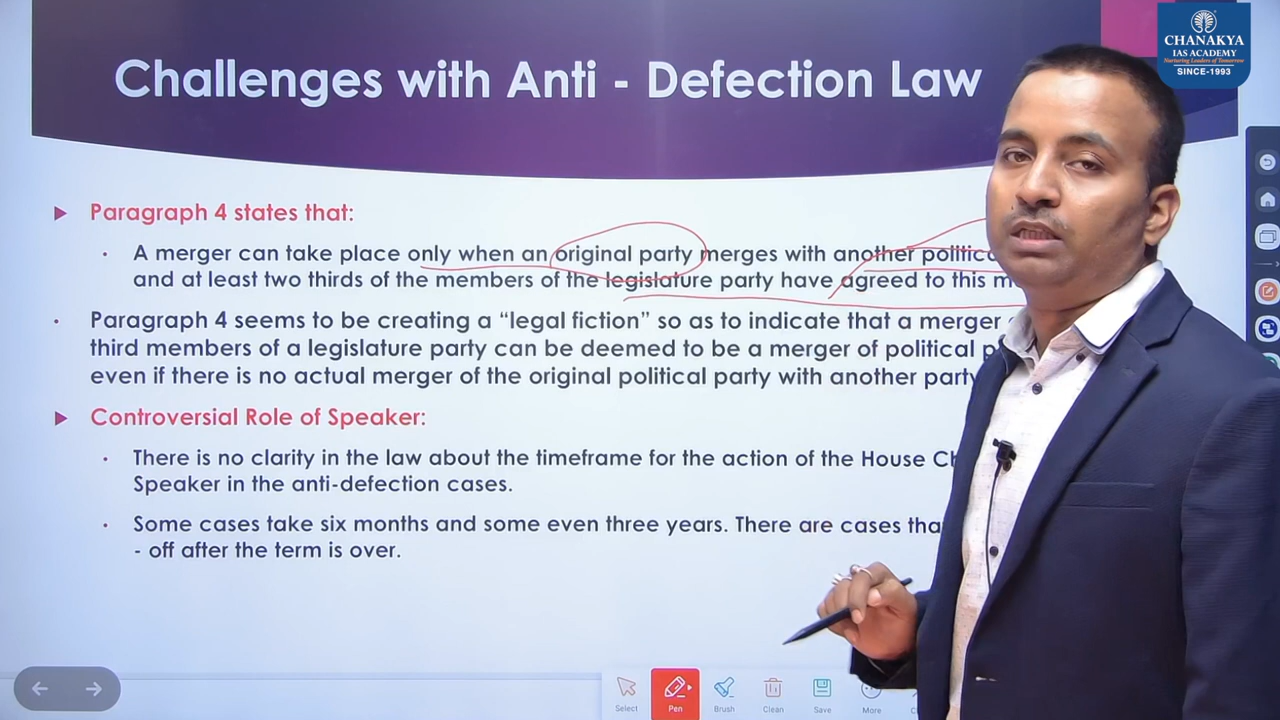 CHANAKYA
IAS ACADEMY
Nurturing Leaders of Tomorrow
SINCE-1993
Challenges with Anti - Defection Law
Paragraph 4 states that:
A merger can take place only when an original party merges with another
and at least two thirds of the members of the legislature party have agreed to this
Paragraph 4 seems to be creating a “legal fiction” so as to indicate that a merger
third members of a legislature party can be deemed to be a merger of political
even if there is no actual merger of the original political party with another party
Controversial Role of Speaker:
There is no clarity in the law about the timeframe for the action of the House
Speaker in the anti-defection cases.
Some cases take six months and some even three years. There are cases
- off after the term is over.
Select Pen Brush Clean Save More